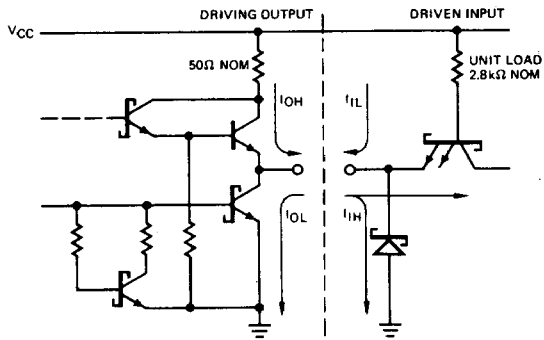 DRIVING OUTPUT
DRIVEN INPUT
VCC
50Ω NOM
UNIT LOAD
2.8kΩ NOM
IOH
IIL
IOL
IIH